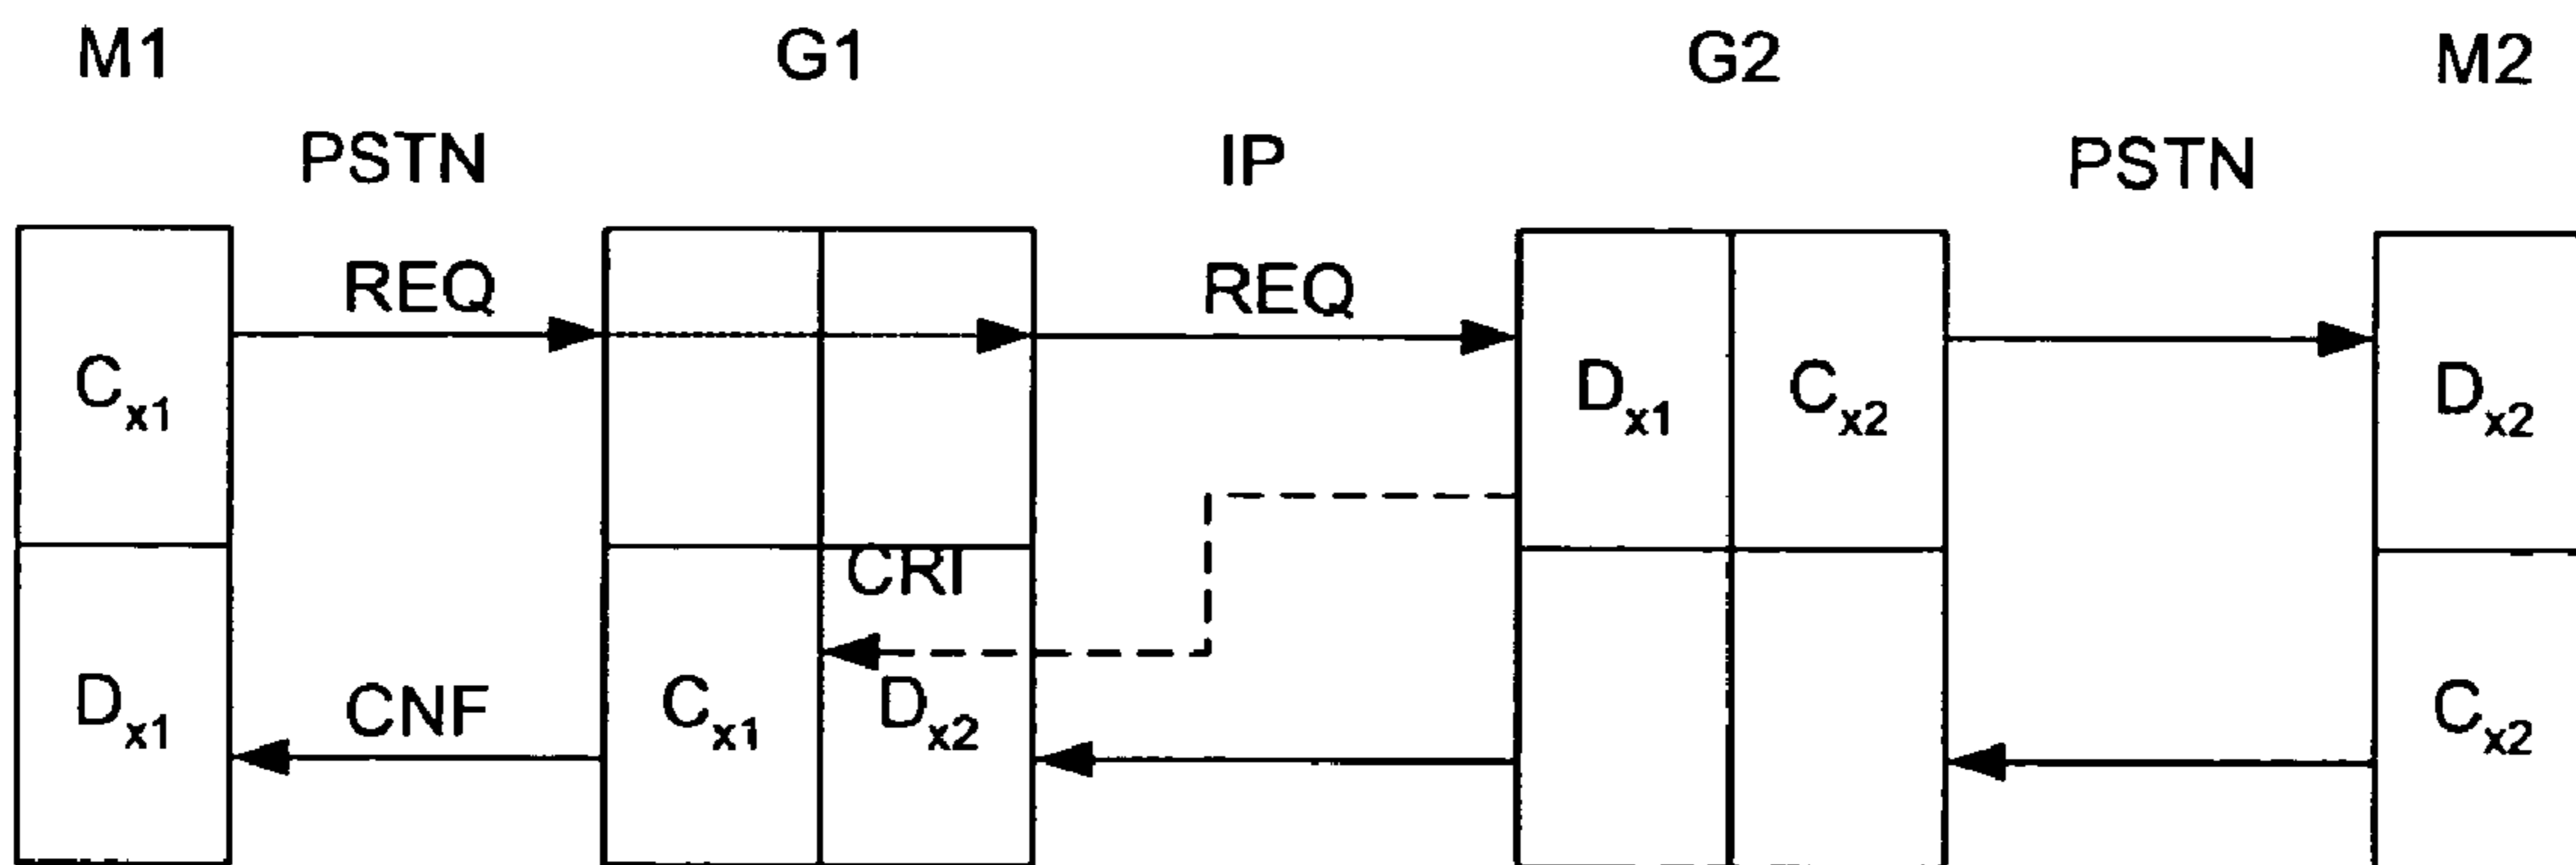 M1 G1 G2 M2
PSTN IP PSTN
REQ REQ
Cx1 Dx1 Cx2 Dx2
CRI
Dx1 CNF Cx1 Dx2 Cx2